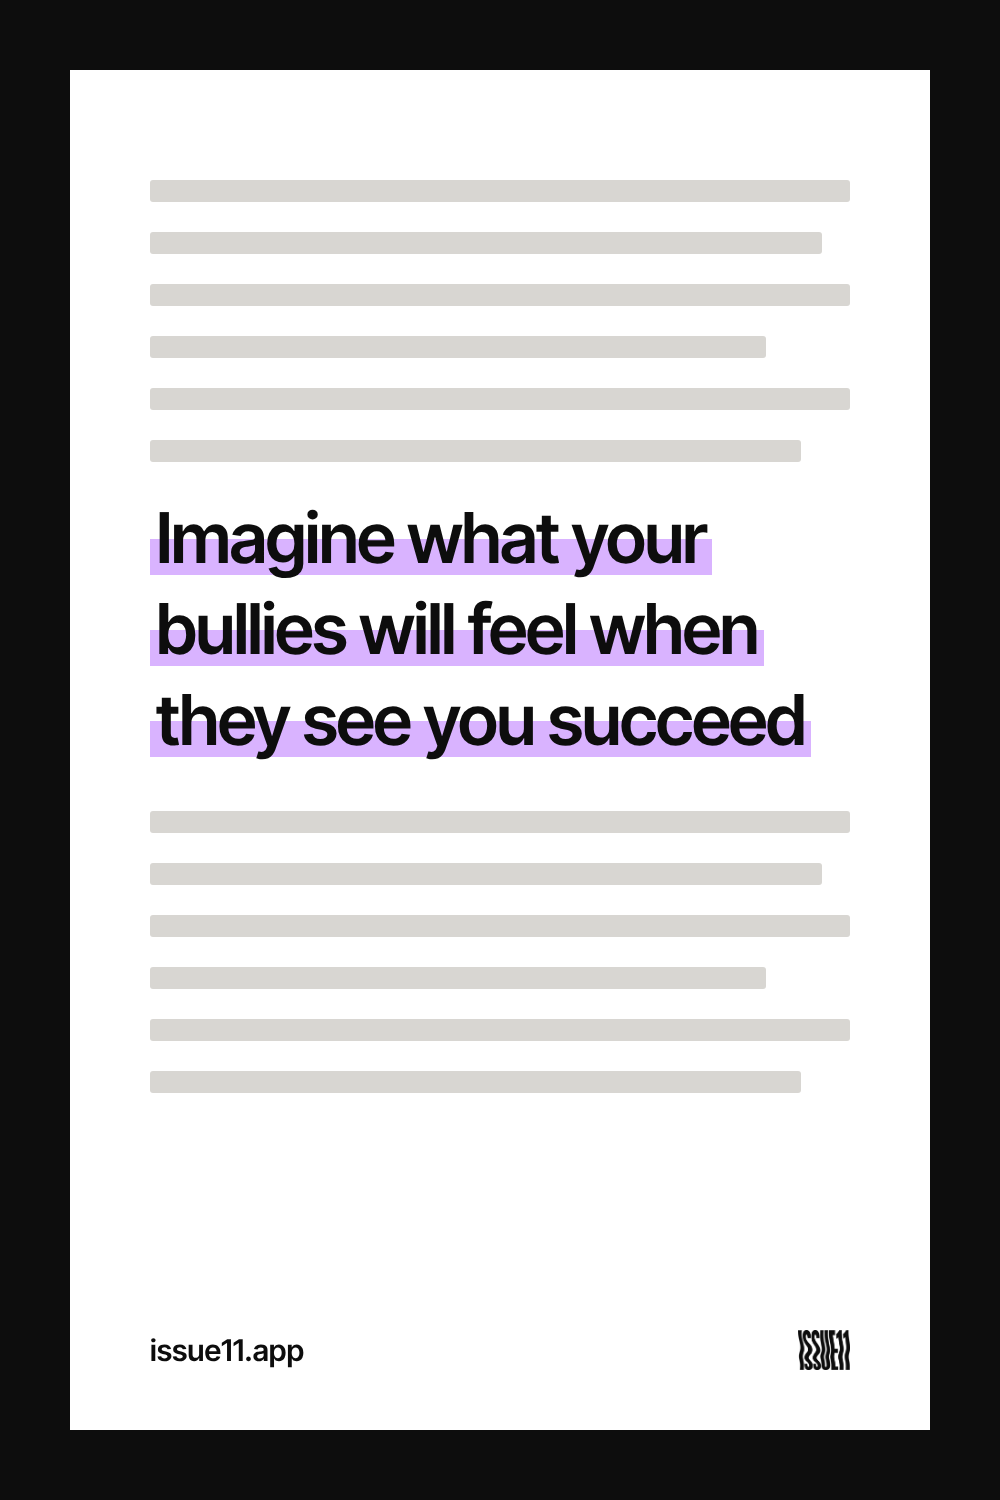 Imagine what your
bullies will feel when
they see you succeed
issue11.app
ISSUE11